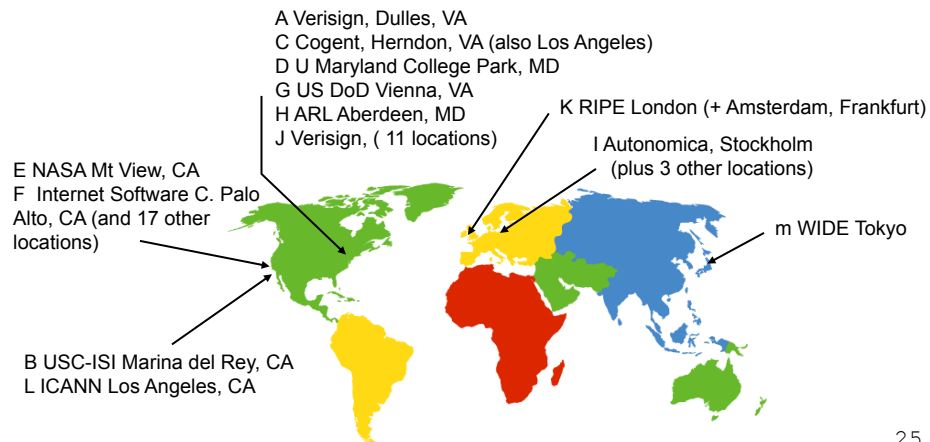 A Verisign, Dulles, VA
C Cogent, Herndon, VA (also Los Angeles)
D U Maryland College Park, MD
G US DoD Vienna, VA
H ARL Aberdeen, MD
J Verisign, ( 11 locations)
K RIPE London (+ Amsterdam, Frankfurt)
I Autonomica, Stockholm
(plus 3 other locations)
E NASA Mt View, CA
F Internet Software C. Palo
Alto, CA (and 17 other
locations)
m WIDE Tokyo
B USC-ISI Marina del Rey, CA
L ICANN Los Angeles, CA
25